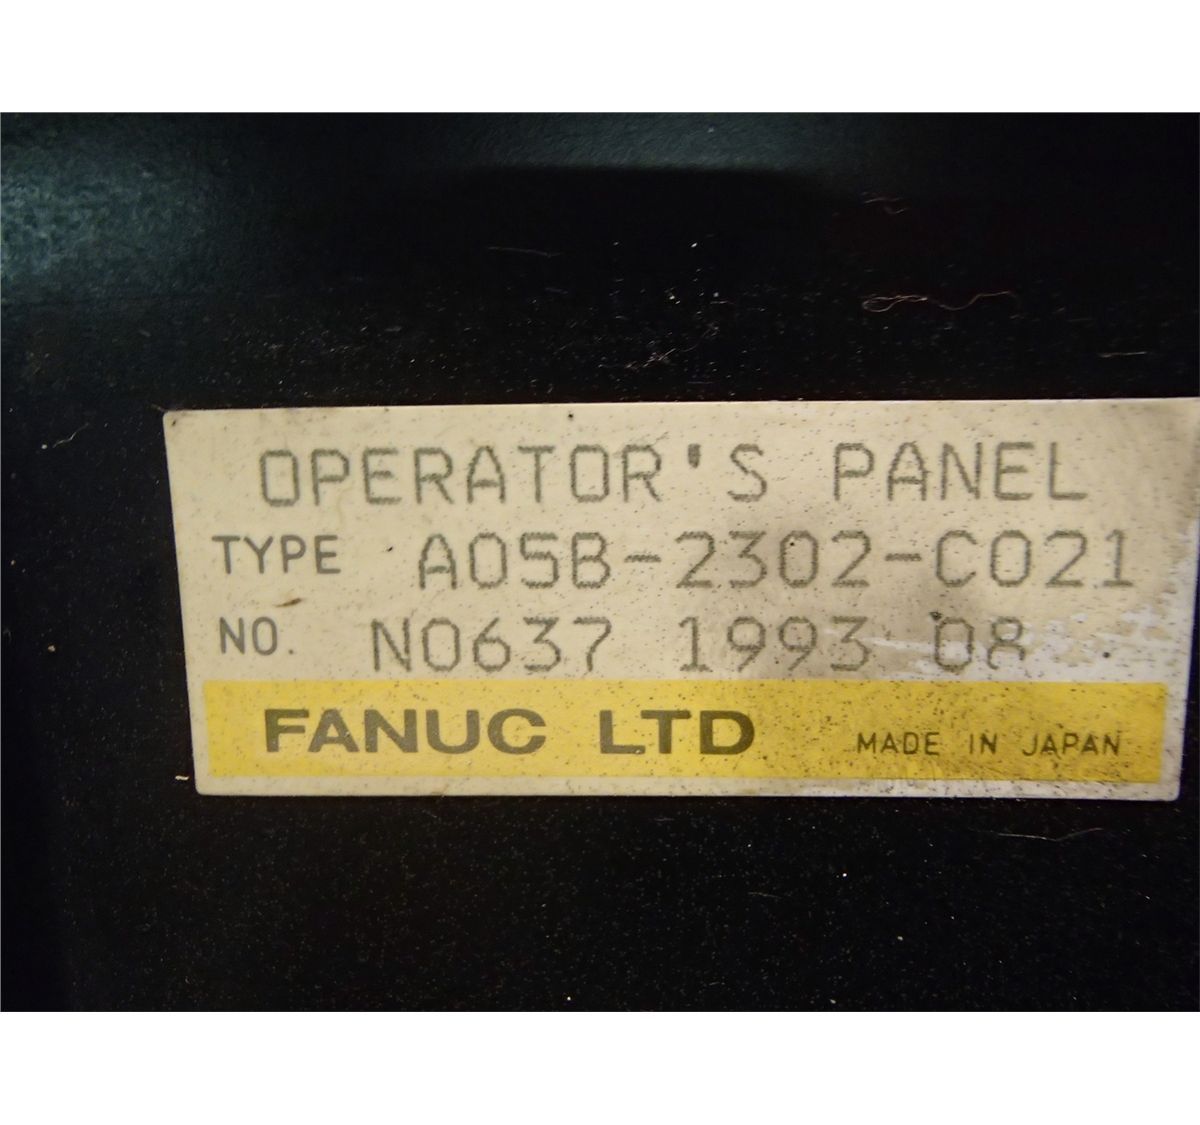 OPERATOR'S PANEL
TYPE A05B-2302-C021
NO. N0637 1993 08
FANUC LTD MADE IN JAPAN